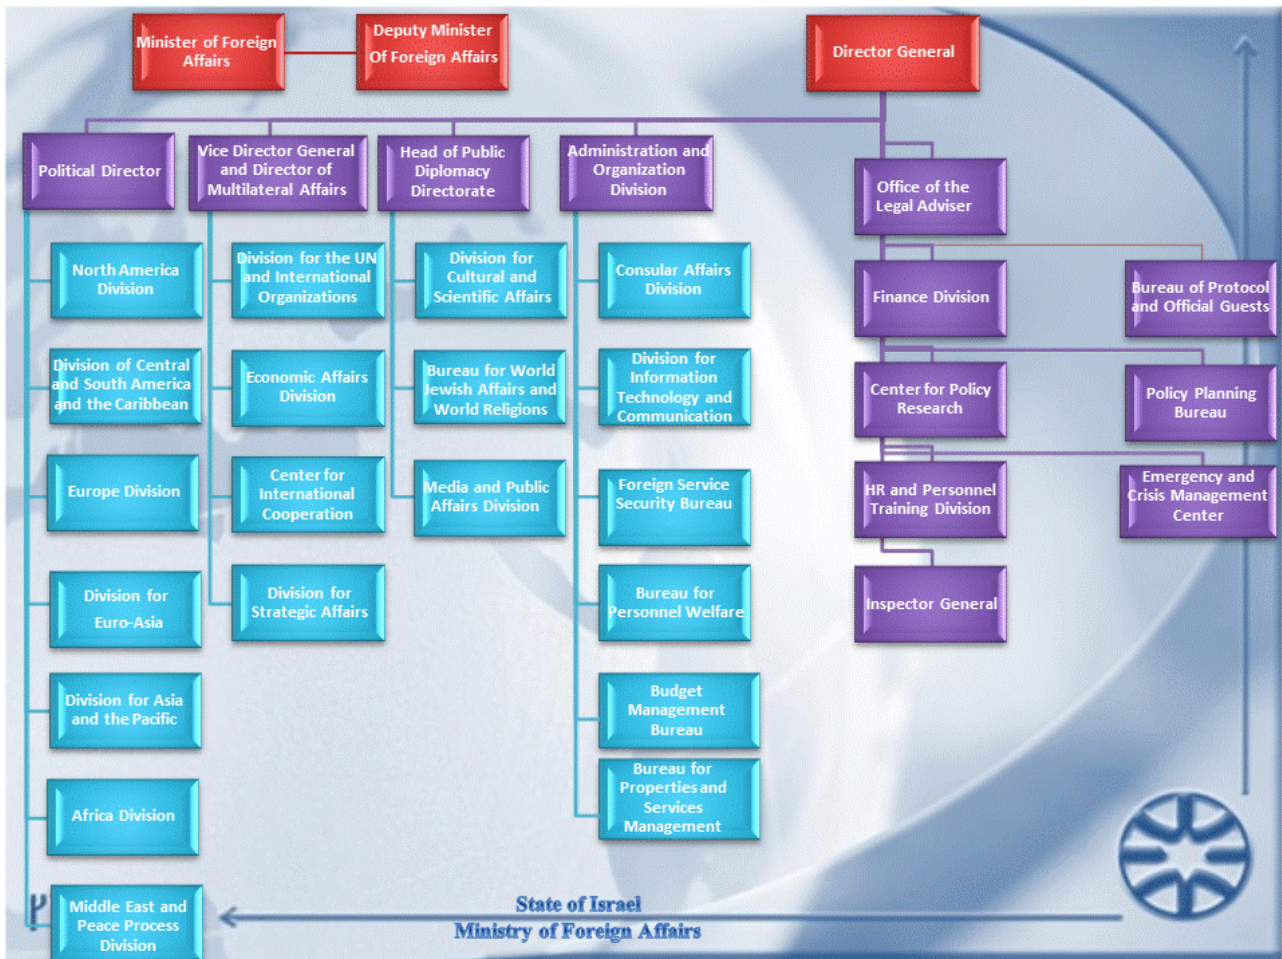 Minister of Foreign
Affairs
Deputy Minister
Of Foreign Affairs
Director General
Political Director
Vice Director General
and Director of
Multilateral Affairs
Head of Public
Diplomacy
Directorate
Administration and
Organization
Division
Office of the
Legal Adviser
North America
Division
Division of Central
and South America
and the Caribbean
Europe Division
Division for
Euro-Asia
Division for Asia
and the Pacific
Africa Division
Middle East and
Peace Process
Division
Division for the UN
and International
Organizations
Economic Affairs
Division
Center for
International
Cooperation
Division for
Strategic Affairs
Division for
Cultural and
Scientific Affairs
Bureau for World
Jewish Affairs and
World Religions
Media and Public
Affairs Division
Consular Affairs
Division
Division for
Information
Technology and
Communication
Foreign Service
Security Bureau
Bureau for
Personnel Welfare
Budget
Management
Bureau
Bureau for
Properties and
Services
Management
Finance Division
Center for Policy
Research
HR and Personnel
Training Division
Inspector General
Bureau of Protocol
and Official Guests
Policy Planning
Bureau
Emergency and
Crisis Management
Center
State of Israel
Ministry of Foreign Affairs